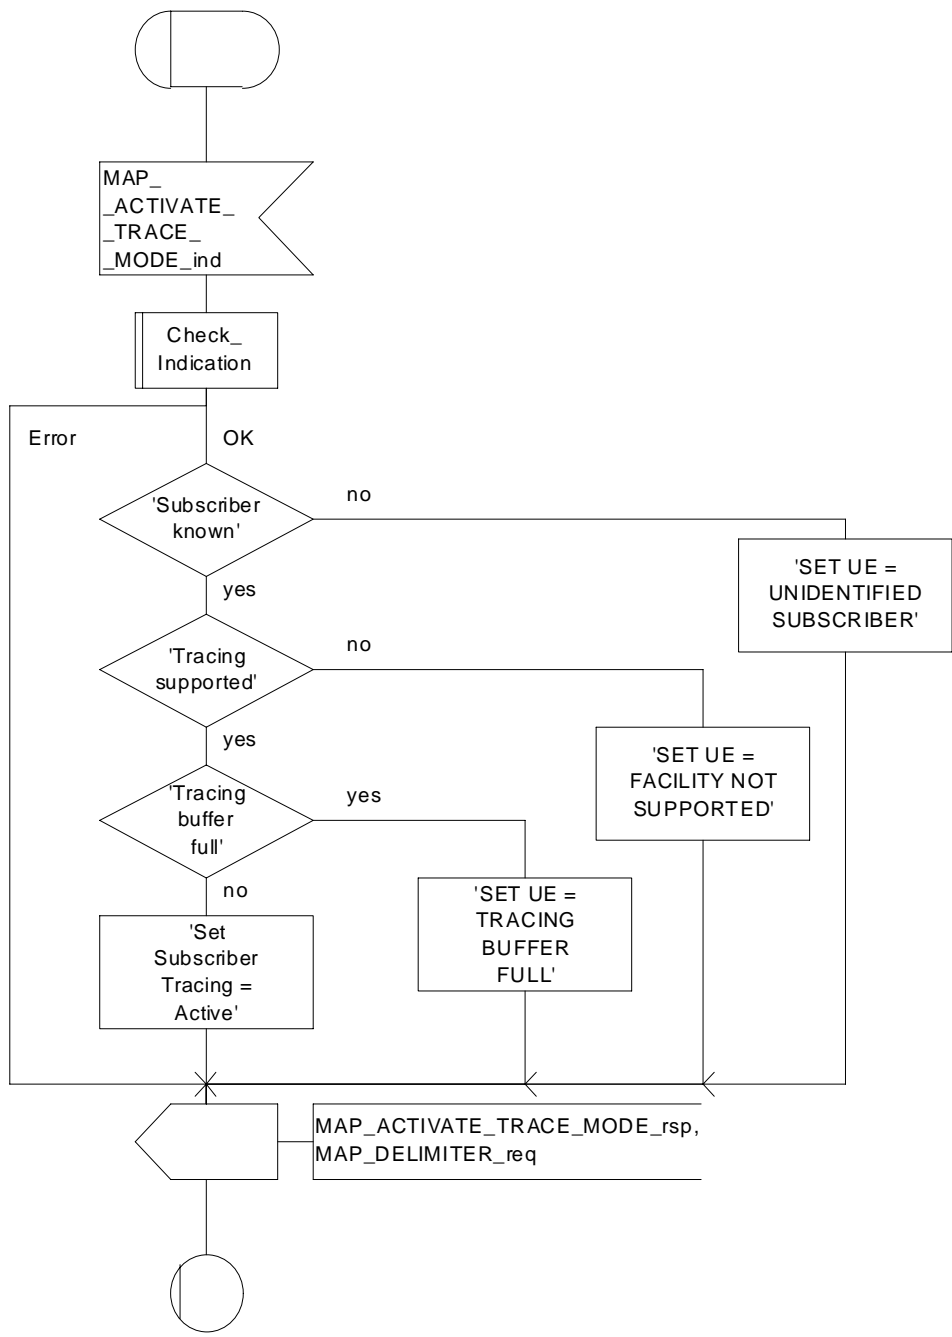 MAP_
_ACTIVATE_
_TRACE_
_MODE_ind
Check_
Indication
Error
OK
'Subscriber
known'
no
'SET UE =
UNIDENTIFIED
SUBSCRIBER'
yes
'Tracing
supported'
no
'SET UE =
FACILITY NOT
SUPPORTED'
yes
'Tracing
buffer
full'
yes
'SET UE =
TRACING
BUFFER
FULL'
no
'Set
Subscriber
Tracing =
Active'
MAP_ACTIVATE_TRACE_MODE_rsp,
MAP_DELIMITER_req